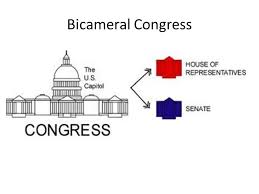 Bicameral Congress
The
U.S.
Capitol
CONGRESS
HOUSE OF
REPRESENTATIVES
SENATE